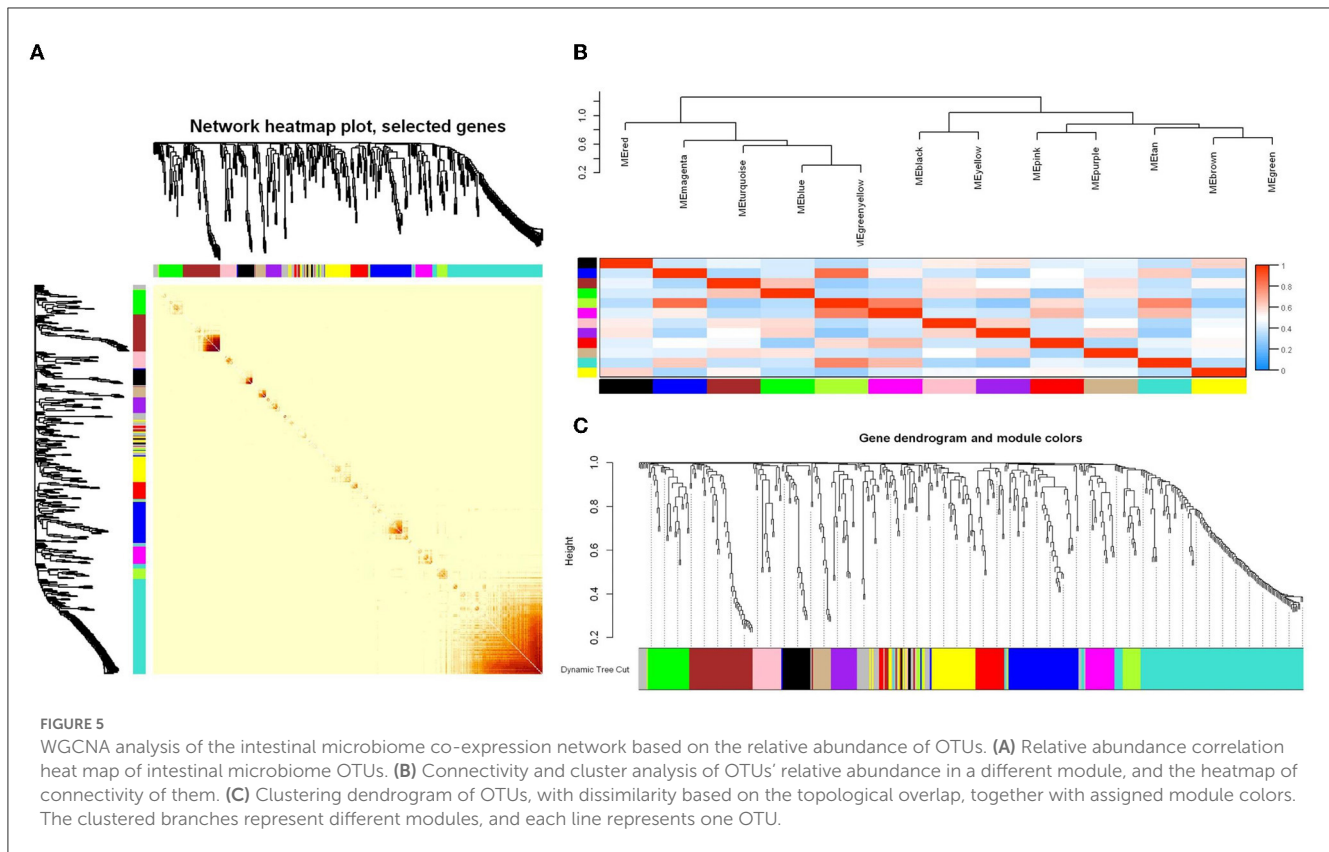 A
Network heatmap plot, selected genes
B
1.0
0.6
0.2
MEred
MEmagenta
MEturquoise
MEblue
MEgreenyellow
MEblack
MEyellow
MEpink
MEpurple
MEtan
MEbrown
MEgreen
1
0.8
0.6
0.4
0.2
0
C
Gene dendrogram and module colors
1.0
0.8
0.6
0.4
0.2
Height
Dynamic Tree Cut
FIGURE 5
WGCNA analysis of the intestinal microbiome co-expression network based on the relative abundance of OTUs. (A) Relative abundance correlation
heat map of intestinal microbiome OTUs. (B) Connectivity and cluster analysis of OTUs' relative abundance in a different module, and the heatmap of
connectivity of them. (C) Clustering dendrogram of OTUs, with dissimilarity based on the topological overlap, together with assigned module colors.
The clustered branches represent different modules, and each line represents one OTU.